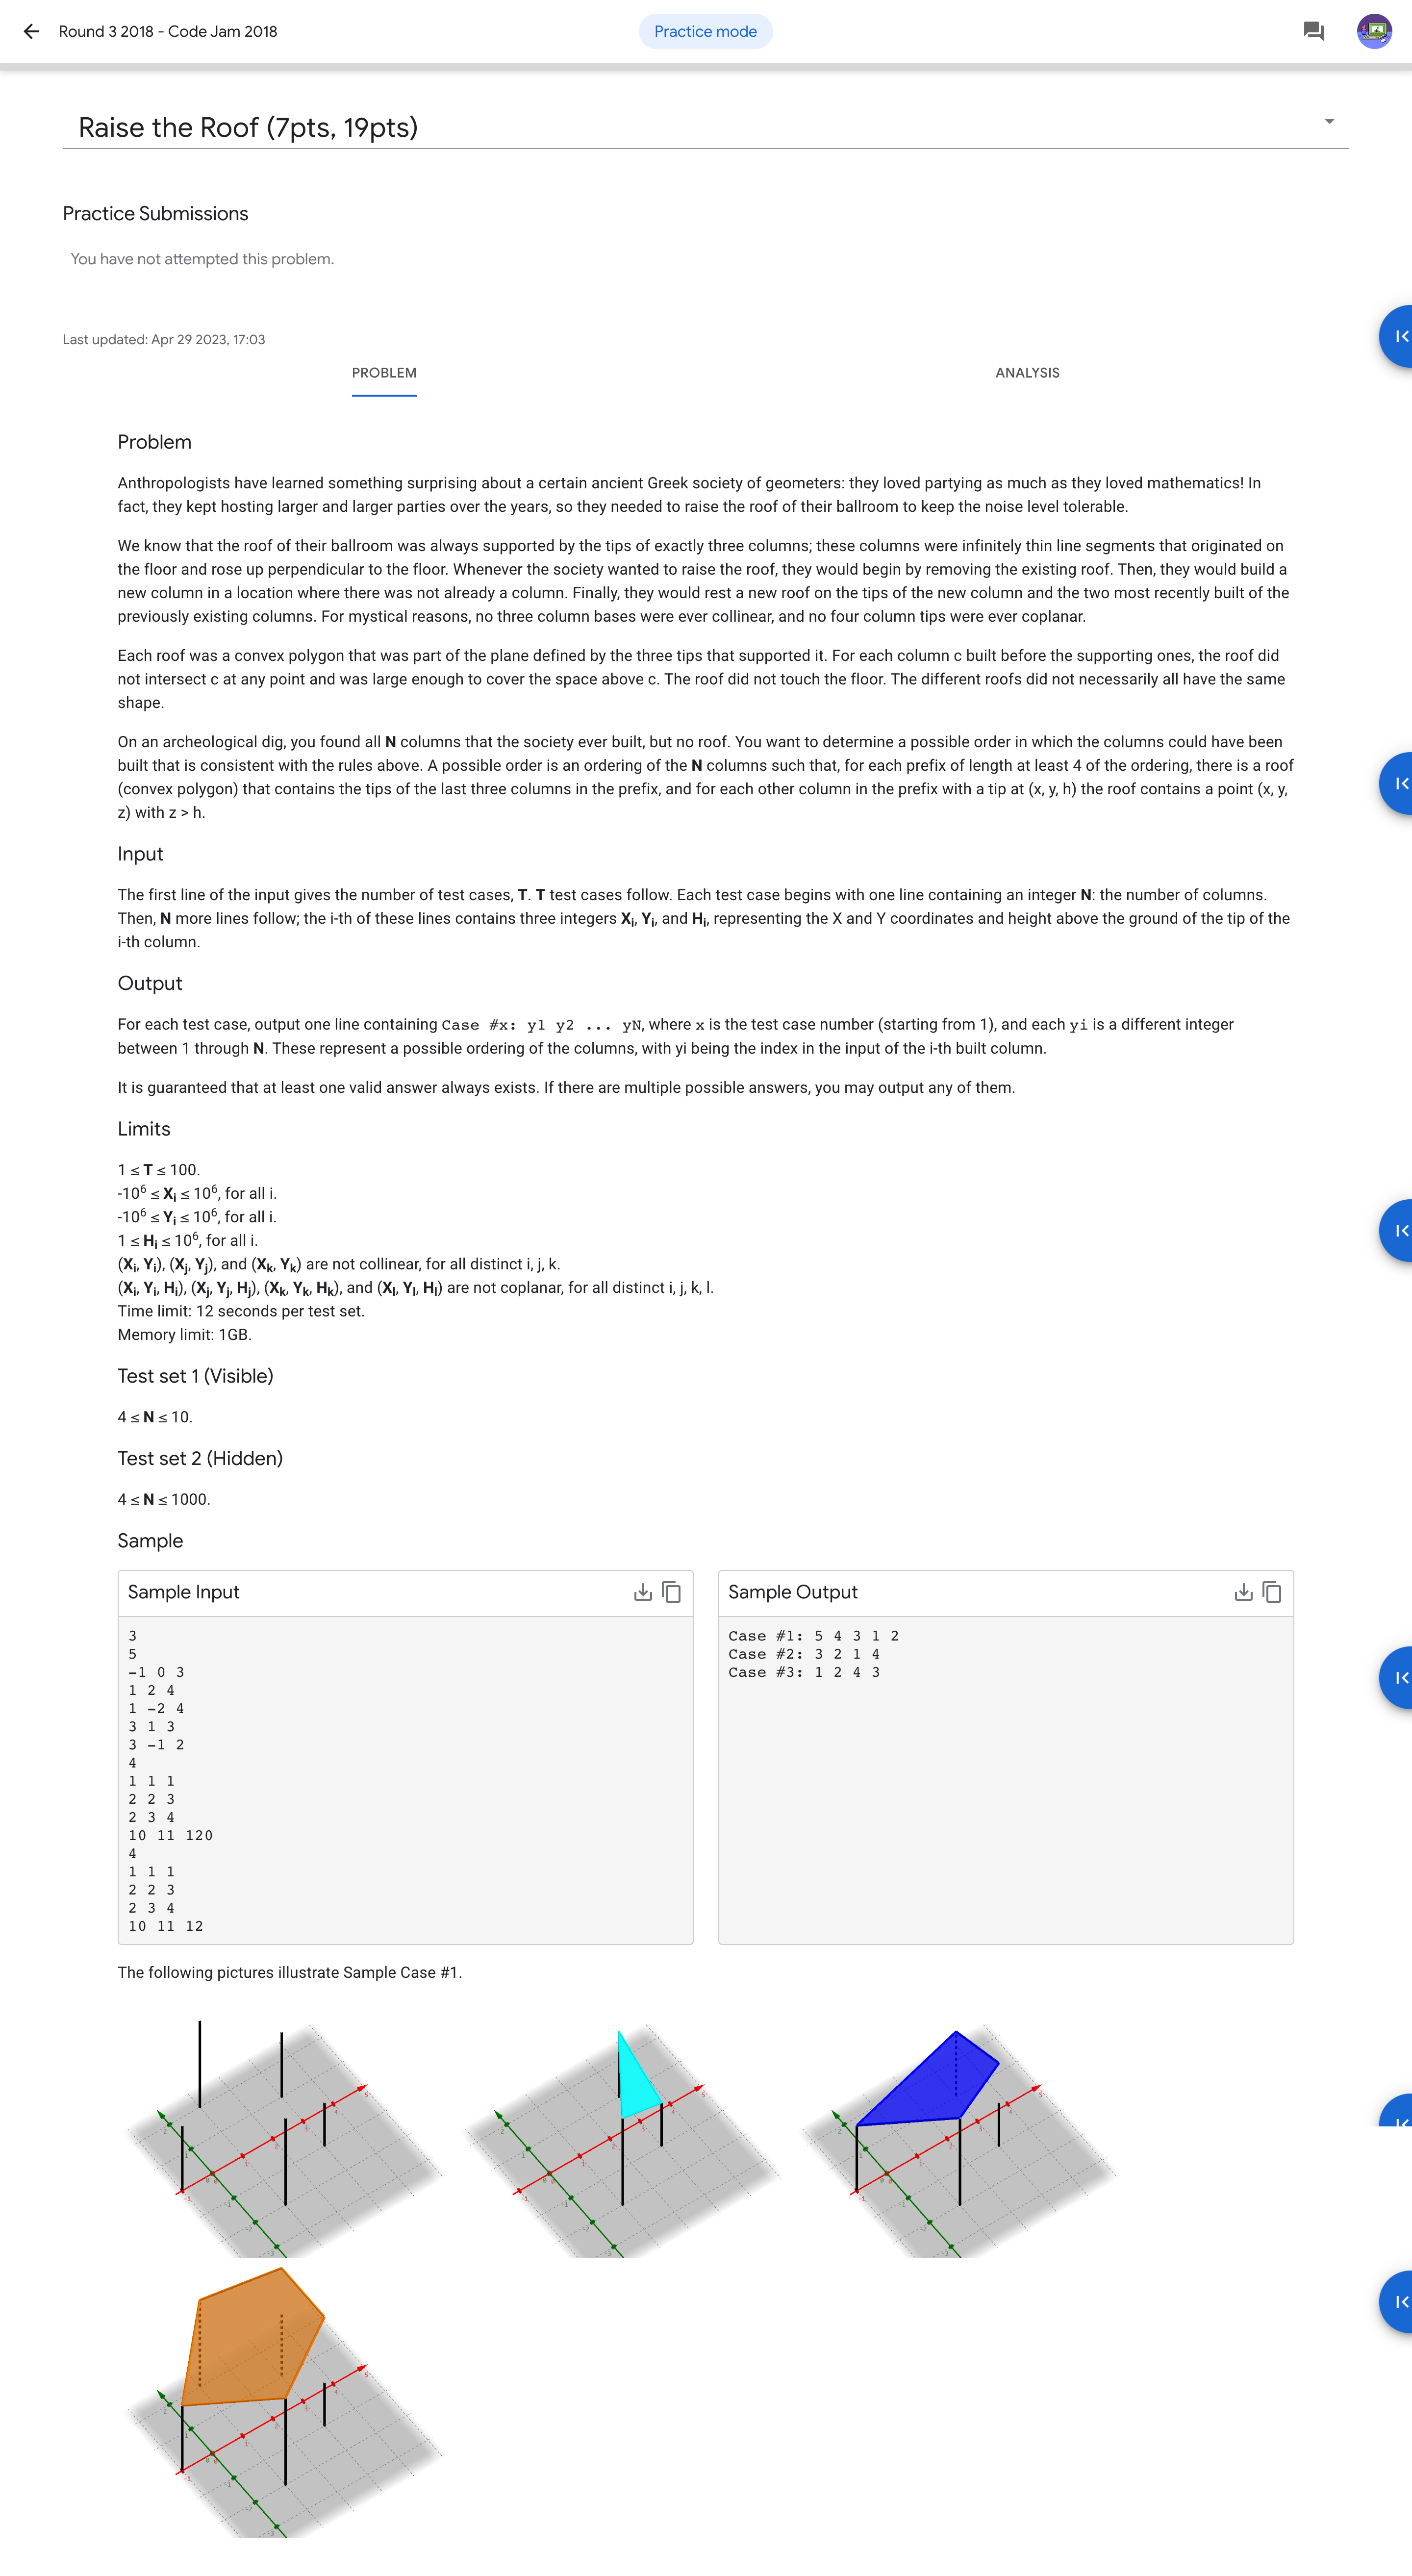 Round 3 2018 - Code Jam 2018
Practice mode
Raise the Roof (7pts, 19pts)
Practice Submissions
You have not attempted this problem.
Last updated: Apr 29 2023, 17:03
PROBLEM
ANALYSIS
Problem
Anthropologists have learned something surprising about a certain ancient Greek society of geometers: they loved partying as much as they loved mathematics! In
fact, they kept hosting larger and larger parties over the years, so they needed to raise the roof of their ballroom to keep the noise level tolerable.
We know that the roof of their ballroom was always supported by the tips of exactly three columns; these columns were infinitely thin line segments that originated on
the floor and rose up perpendicular to the floor. Whenever the society wanted to raise the roof, they would begin by removing the existing roof. Then, they would build a
new column in a location where there was not already a column. Finally, they would rest a new roof on the tips of the new column and the two most recently built of the
previously existing columns. For mystical reasons, no three column bases were ever collinear, and no four column tips were ever coplanar.
Each roof was a convex polygon that was part of the plane defined by the three tips that supported it. For each column c built before the supporting ones, the roof did
not intersect c at any point and was large enough to cover the space above c. The roof did not touch the floor. The different roofs did not necessarily all have the same
shape.
On an archeological dig, you found all N columns that the society ever built, but no roof. You want to determine a possible order in which the columns could have been
built that is consistent with the rules above. A possible order is an ordering of the N columns such that, for each prefix of length at least 4 of the ordering, there is a roof
(convex polygon) that contains the tips of the last three columns in the prefix, and for each other column in the prefix with a tip at (x, y, h) the roof contains a point (x, y,
z) with z > h.
Input
The first line of the input gives the number of test cases, T. T test cases follow. Each test case begins with one line containing an integer N: the number of columns.
Then, N more lines follow; the i-th of these lines contains three integers Xi, Yi, and Hi, representing the X and Y coordinates and height above the ground of the tip of the
i-th column.
Output
For each test case, output one line containing Case #x: y1 y2 ... yN, where x is the test case number (starting from 1), and each yi is a different integer
between 1 through N. These represent a possible ordering of the columns, with yi being the index in the input of the i-th built column.
It is guaranteed that at least one valid answer always exists. If there are multiple possible answers, you may output any of them.
Limits
1 ≤ T ≤ 100.
-10^6 ≤ Xi ≤ 10^6, for all i.
-10^6 ≤ Yi ≤ 10^6, for all i.
1 ≤ Hi ≤ 10^6, for all i.
(Xi, Yi), (Xj, Yj), and (Xk, Yk) are not collinear, for all distinct i, j, k.
(Xi, Yi, Hi), (Xj, Yj, Hj), (Xk, Yk, Hk), and (Xl, Yl, Hl) are not coplanar, for all distinct i, j, k, l.
Time limit: 12 seconds per test set.
Memory limit: 1GB.
Test set 1 (Visible)
4 ≤ N ≤ 10.
Test set 2 (Hidden)
4 ≤ N ≤ 1000.
Sample
Sample Input
3
5
-1 0 3
1 2 4
1 -2 4
3 1 3
3 -1 2
4
1 1 1
2 2 3
2 3 4
10 11 120
4
1 1 1
2 2 3
2 3 4
10 11 12
Sample Output
Case #1: 5 4 3 1 2
Case #2: 3 2 1 4
Case #3: 1 2 4 3
The following pictures illustrate Sample Case #1.